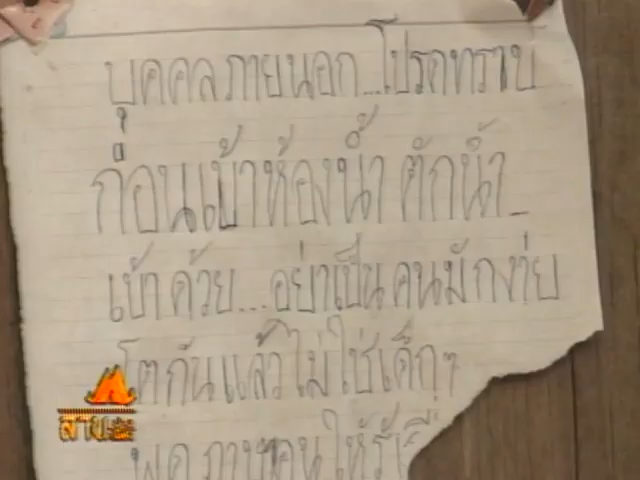 บุคคลภายนอก...โปรดทราบ
ก่อนเข้าห้องน้ำ ตักน้ำ_
เข้าด้วย...อย่าเป็นคนมักง่าย
โตกันแล้วไม่ใช่เด็กๆ
พูดภาษาคนให้รู้